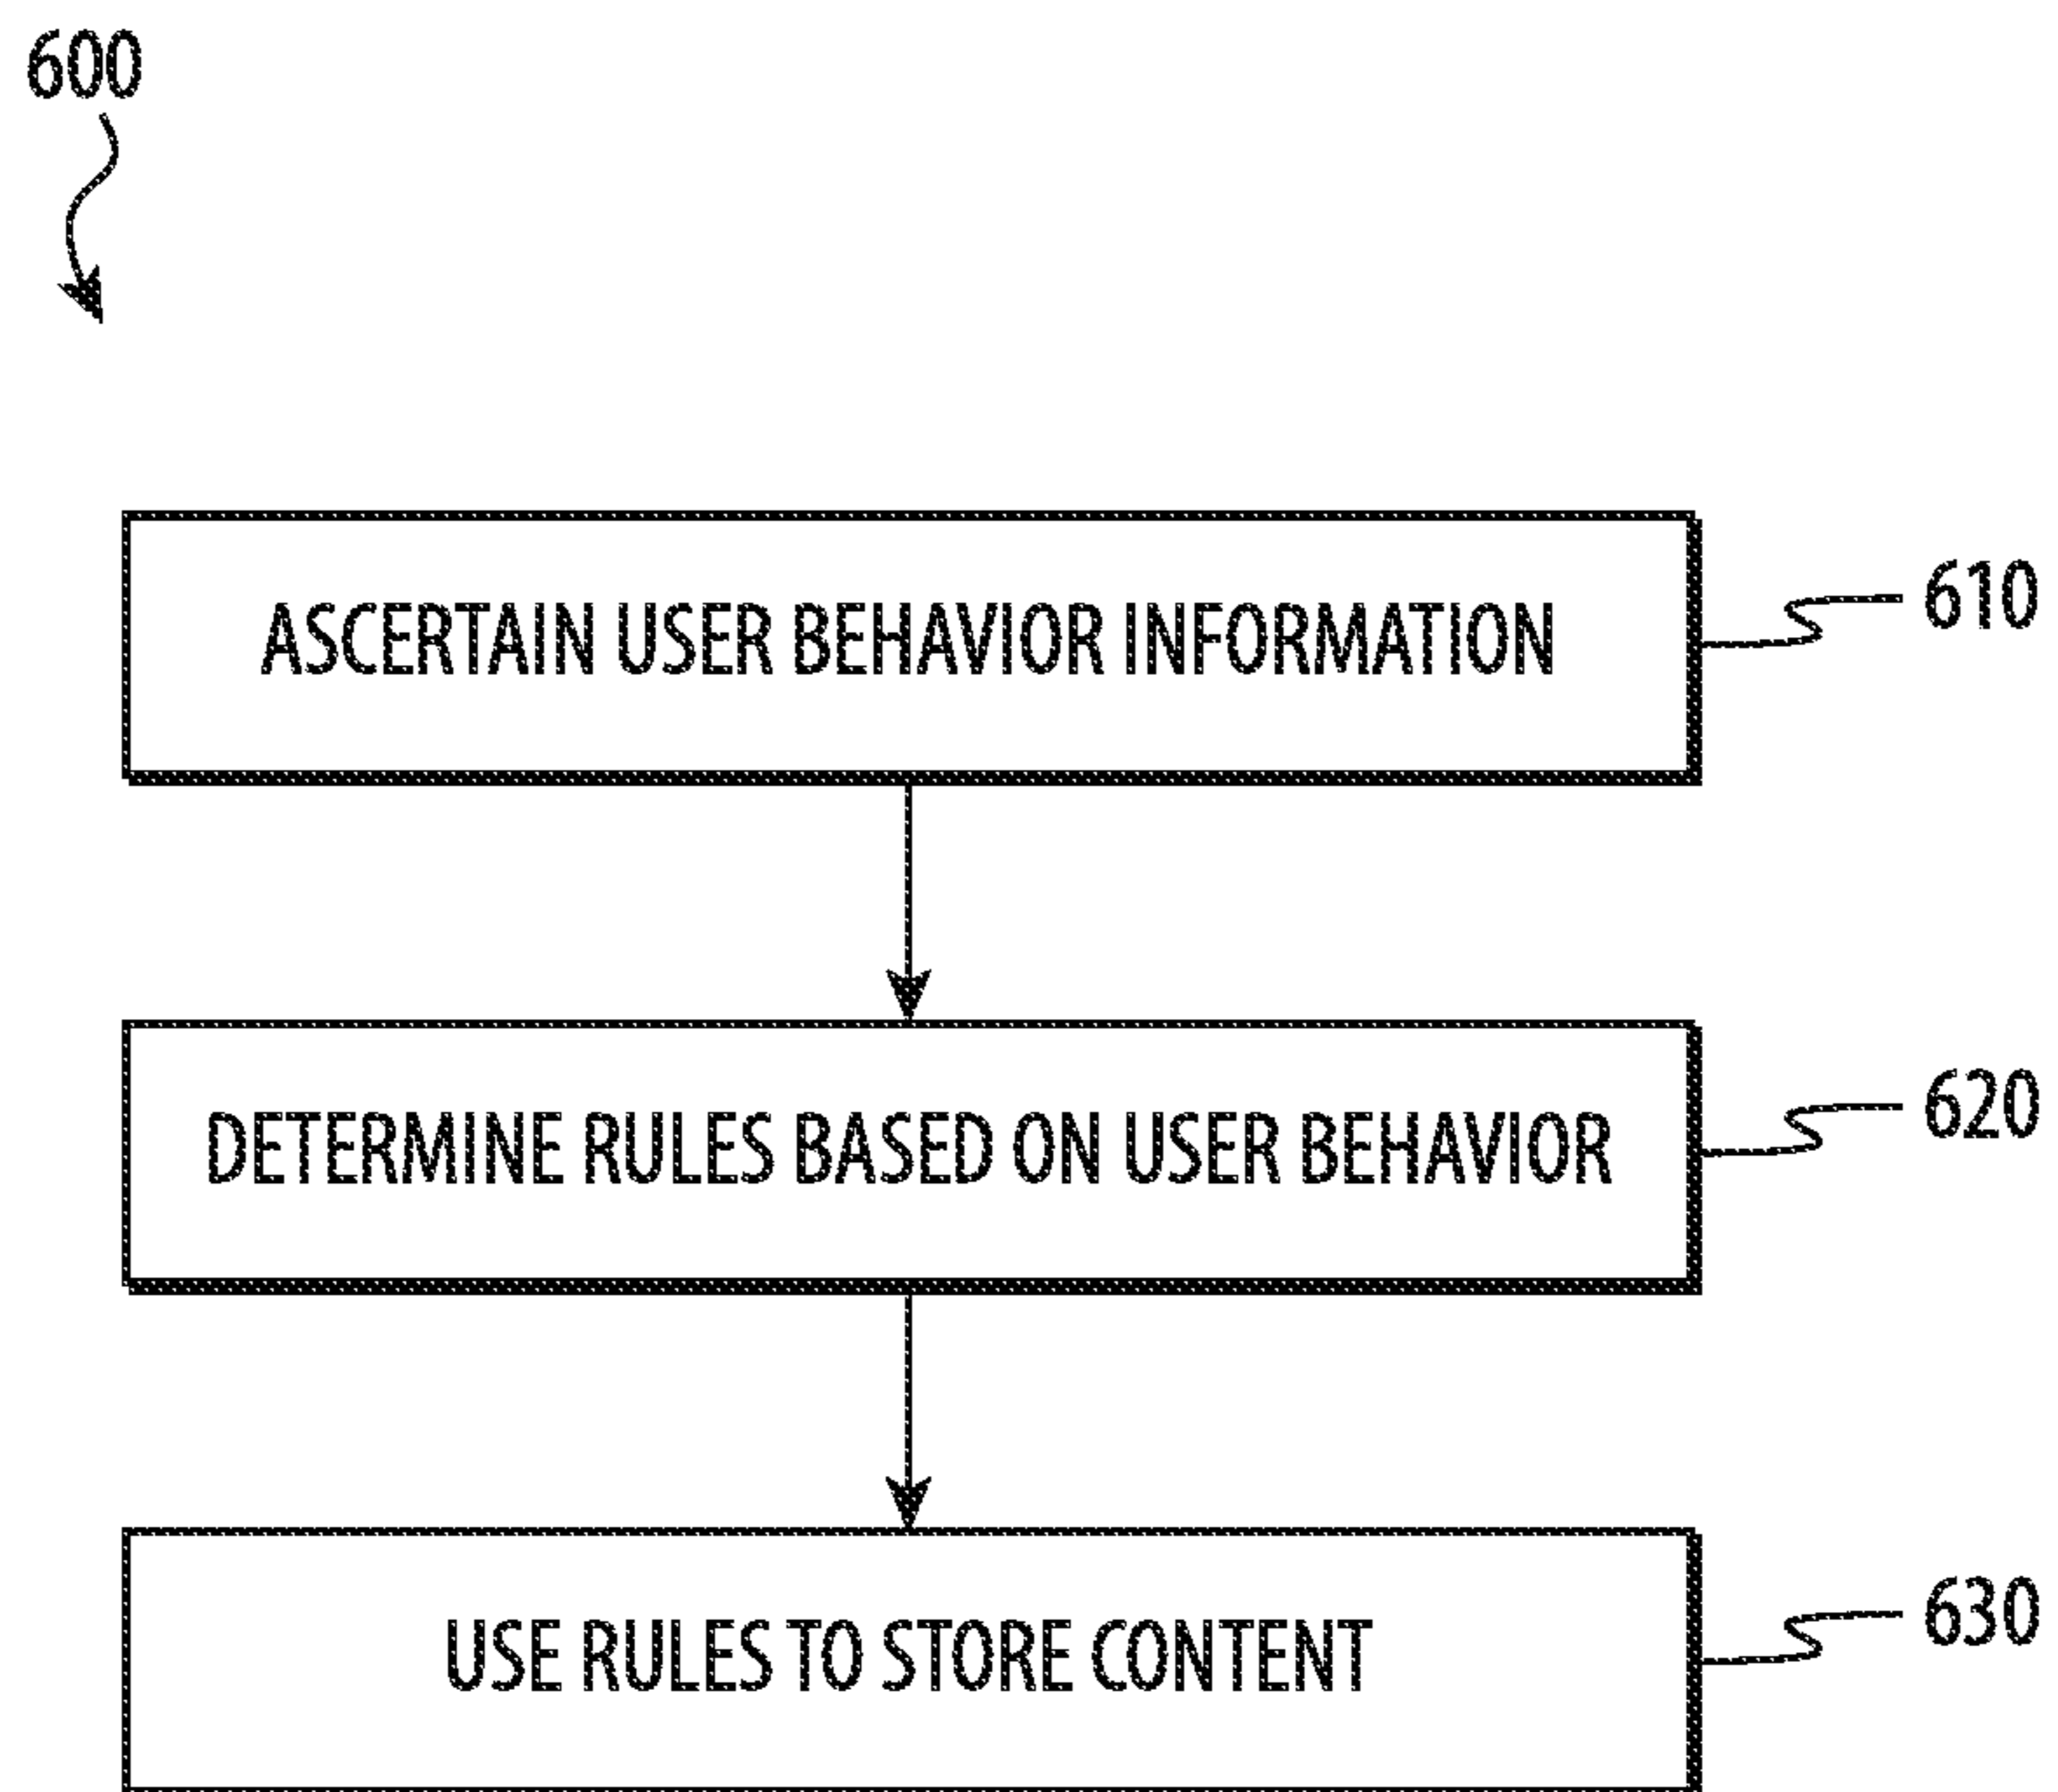 600
ASCERTAIN USER BEHAVIOR INFORMATION
610
DETERMINE RULES BASED ON USER BEHAVIOR
620
USE RULES TO STORE CONTENT
630